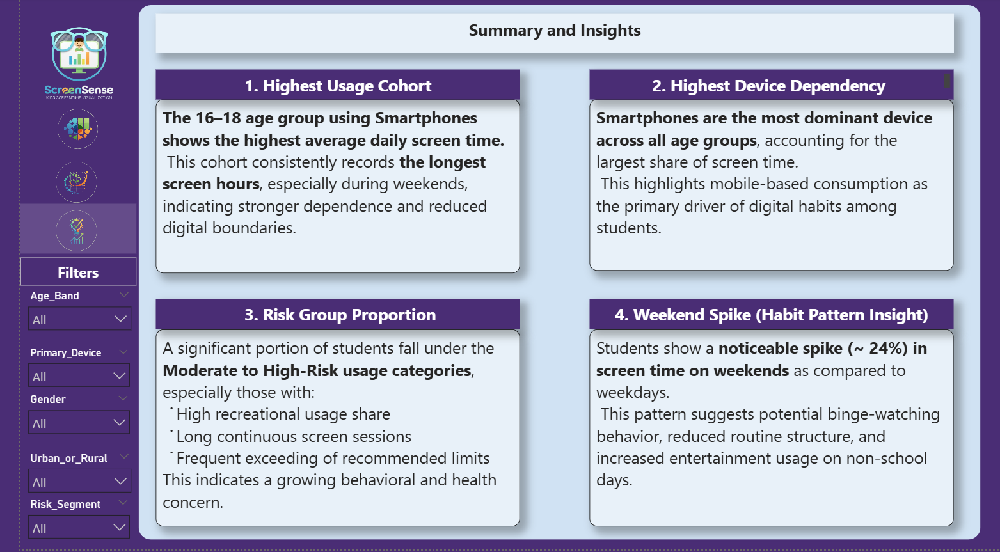 Summary and Insights
ScreenSense
KIDS SCREENTIME VISUALIZATION
Filters
Age_Band
All
Primary_Device
All
Gender
All
Urban_or_Rural
All
Risk_Segment
All
1. Highest Usage Cohort
The 16–18 age group using Smartphones
shows the highest average daily screen time.
This cohort consistently records the longest
screen hours, especially during weekends,
indicating stronger dependence and reduced
digital boundaries.
2. Highest Device Dependency
Smartphones are the most dominant device
across all age groups, accounting for the
largest share of screen time.
This highlights mobile-based consumption as
the primary driver of digital habits among
students.
3. Risk Group Proportion
A significant portion of students fall under the
Moderate to High-Risk usage categories,
especially those with:
· High recreational usage share
· Long continuous screen sessions
· Frequent exceeding of recommended limits
This indicates a growing behavioral and health
concern.
4. Weekend Spike (Habit Pattern Insight)
Students show a noticeable spike (~ 24%) in
screen time on weekends as compared to
weekdays.
This pattern suggests potential binge-watching
behavior, reduced routine structure, and
increased entertainment usage on non-school
days.